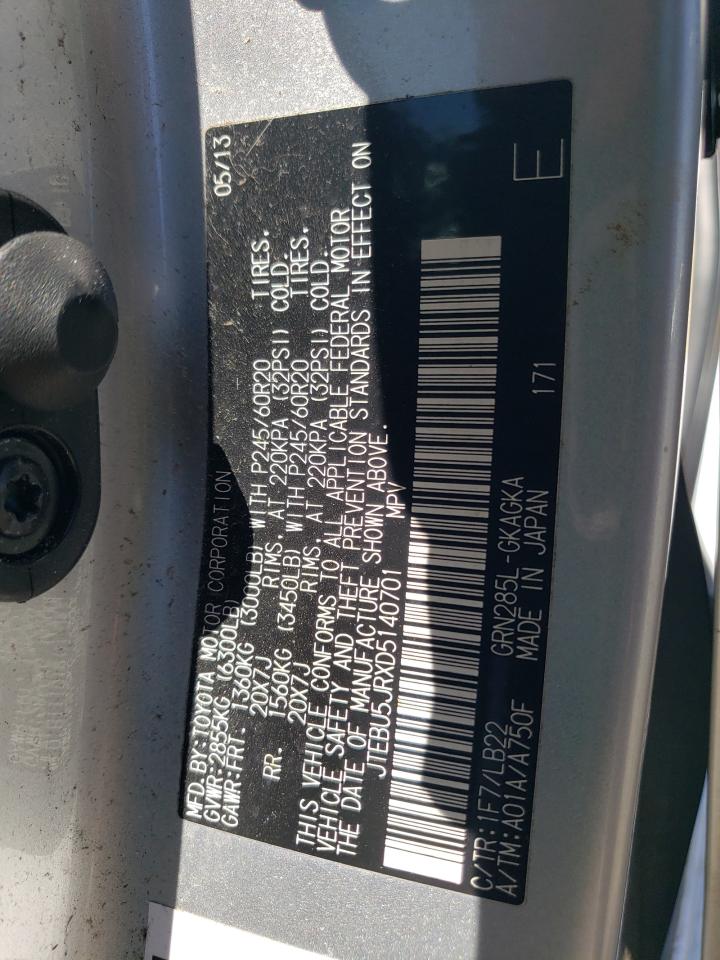 MFD. BY: TOYOTA MOTOR CORPORATION 05/13
GVWR: 2855KG (6300LB)
GAWR: FRT. 1360KG (3000LB) WITH P245/60R20 TIRES.
20X7J RIMS, AT 220KPA (32PSI) COLD.
RR. 1560KG (3450LB) WITH P245/60R20 TIRES.
20X7J RIMS, AT 220KPA (32PSI) COLD.
THIS VEHICLE CONFORMS TO ALL APPLICABLE FEDERAL MOTOR
VEHICLE SAFETY AND THEFT PREVENTION STANDARDS IN EFFECT ON
THE DATE OF MANUFACTURE SHOWN ABOVE.
JTEBU5JRXD5140701 MPV
C/TR: 1F7/LB22 GRN285L-GKAGKA 171 E
A/TM: A01A/A750F MADE IN JAPAN